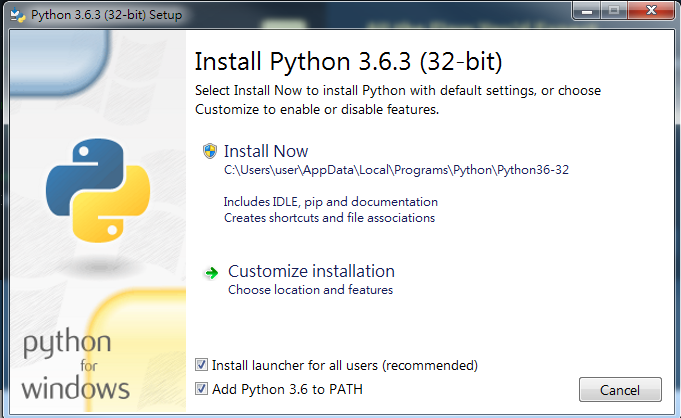 Python 3.6.3 (32-bit) Setup
Install Python 3.6.3 (32-bit)
Select Install Now to install Python with default settings, or choose
Customize to enable or disable features.
Install Now
C:\Users\user\AppData\Local\Programs\Python\Python36-32
Includes IDLE, pip and documentation
Creates shortcuts and file associations
Customize installation
Choose location and features
python
for
windows
Install launcher for all users (recommended)
Add Python 3.6 to PATH
Cancel